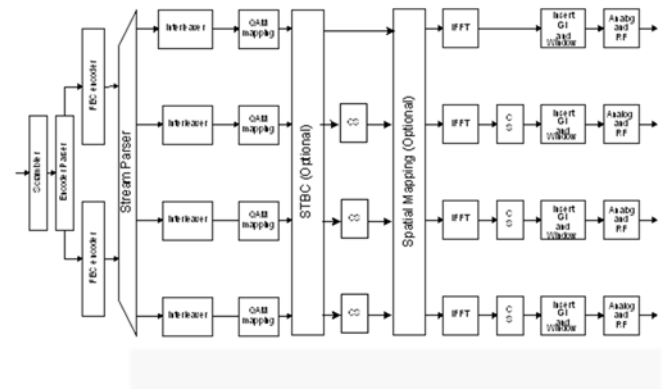 Scrambler
Encoder Parser
FEC encoder
FEC encoder
Stream Parser
Interleaver
QAM
mapping
STBC (Optional)
Spatial Mapping (Optional)
IFFT
Insert
GI
and
Window
Analog
and
RF
Interleaver
QAM
mapping
CS
IFFT
C
S
Insert
GI
and
Window
Analog
and
RF
Interleaver
QAM
mapping
CS
IFFT
C
S
Insert
GI
and
Window
Analog
and
RF
Interleaver
QAM
mapping
CS
IFFT
C
S
Insert
GI
and
Window
Analog
and
RF